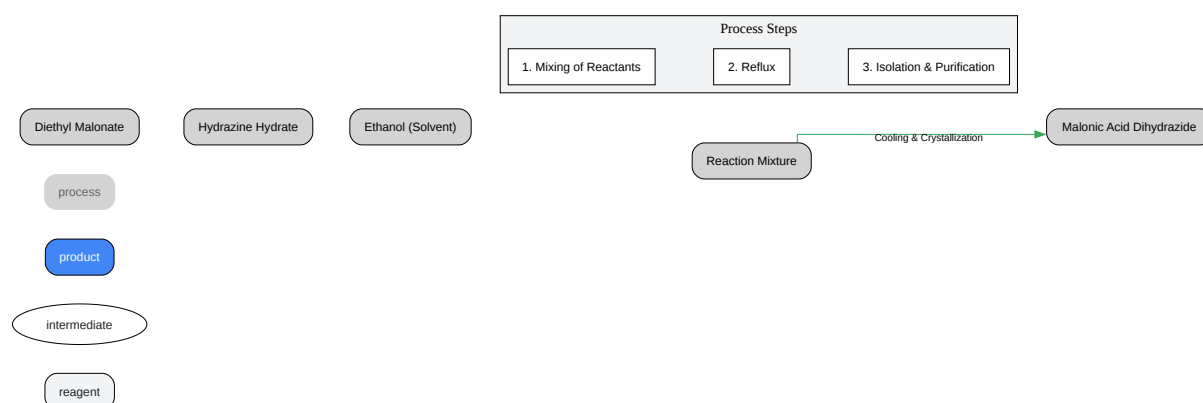 Process Steps
1. Mixing of Reactants
2. Reflux
3. Isolation & Purification
Diethyl Malonate
Hydrazine Hydrate
Ethanol (Solvent)
Cooling & Crystallization
Malonic Acid Dihydrazide
Reaction Mixture
process
product
intermediate
reagent